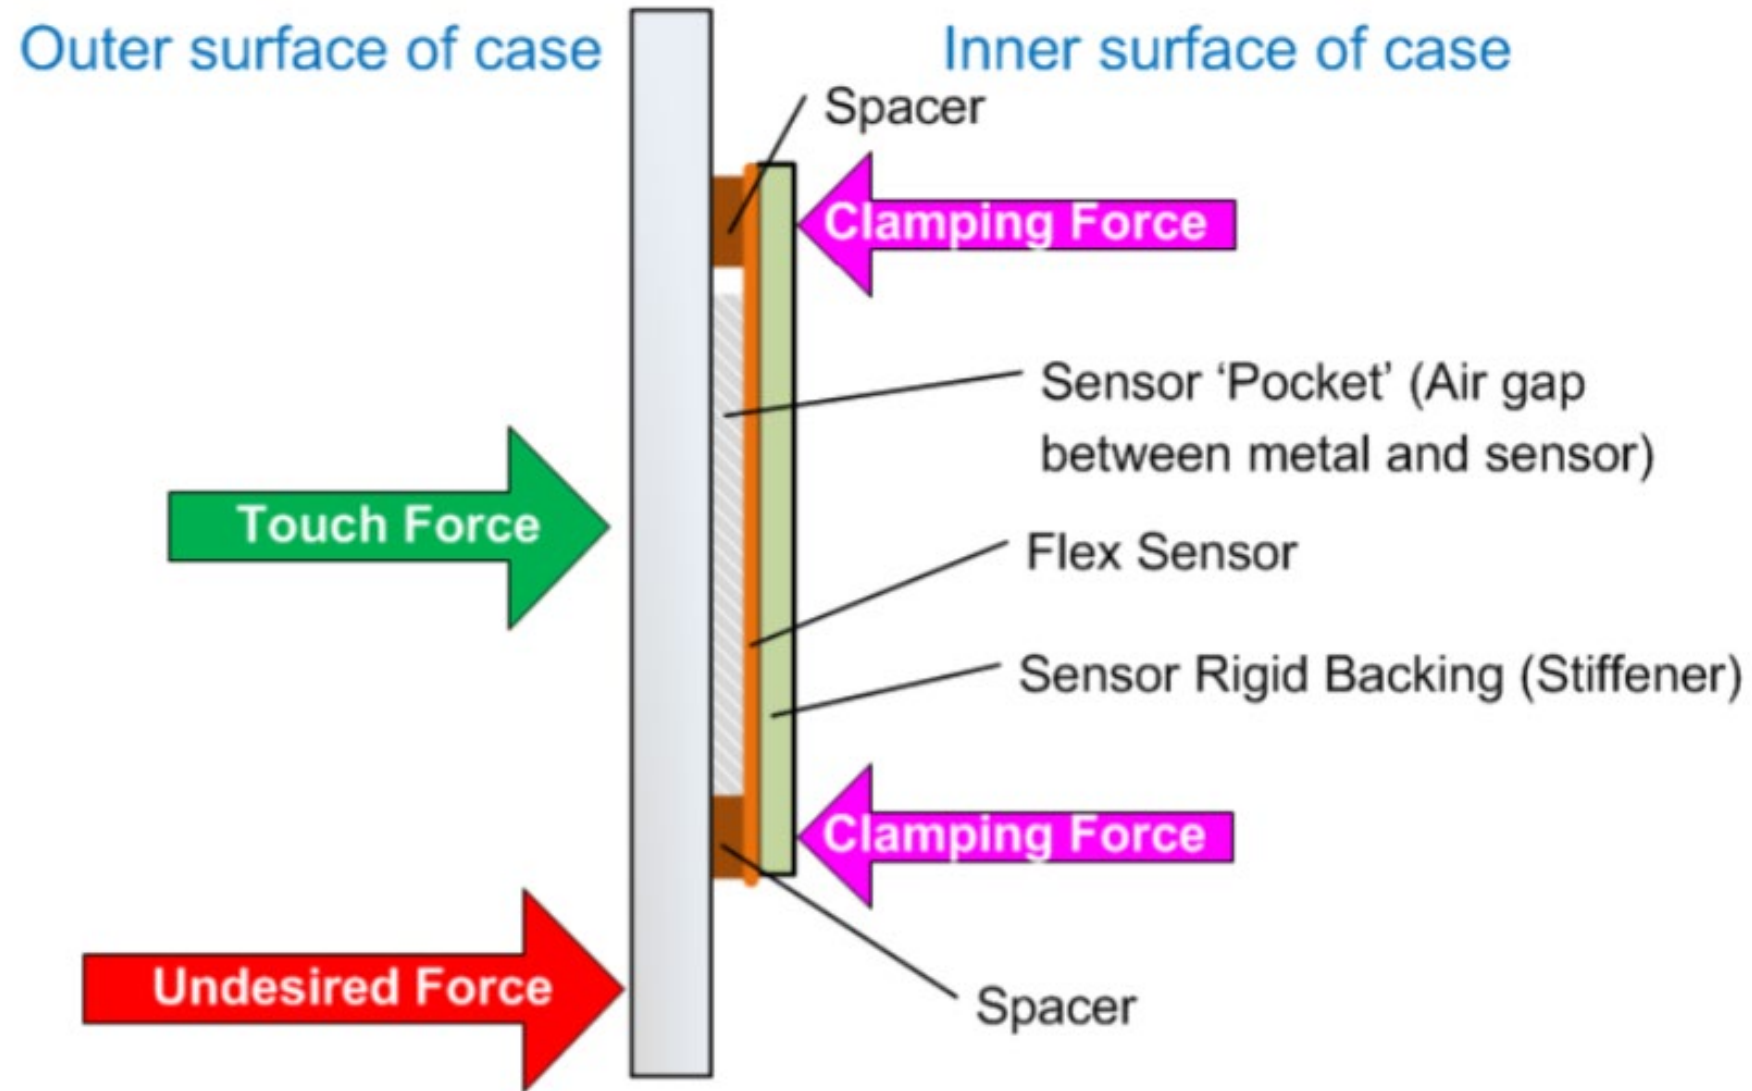 Outer surface of case
Inner surface of case
Spacer
Clamping Force
Sensor ‘Pocket’ (Air gap
between metal and sensor)
Touch Force
Flex Sensor
Sensor Rigid Backing (Stiffener)
Clamping Force
Undesired Force
Spacer